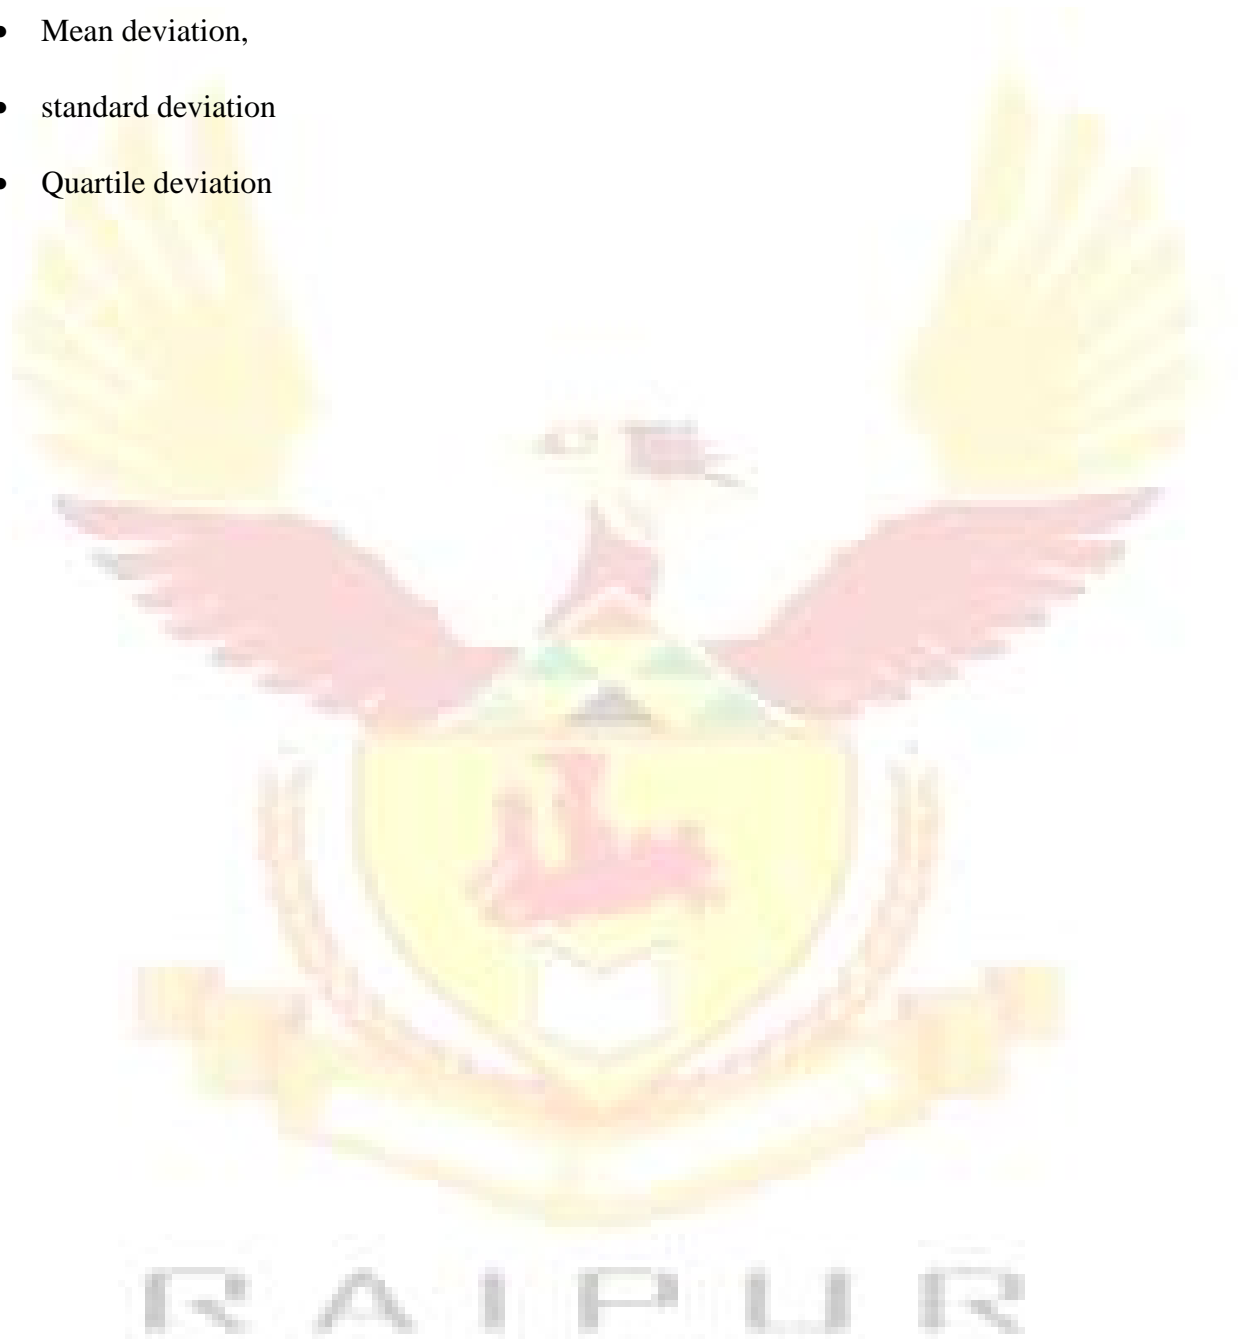 • Mean deviation,
• standard deviation
• Quartile deviation
RAIPUR